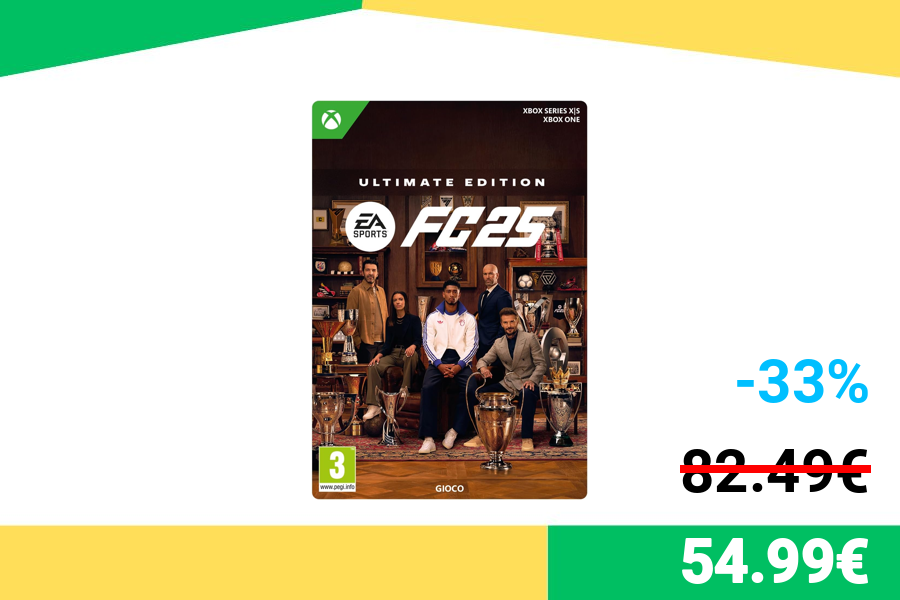 XBOX SERIES X|S
XBOX ONE
ULTIMATE EDITION
EA
SPORTS
FC25
3
www.pegi.info
GIOCO
-33%
82.49€
54.99€